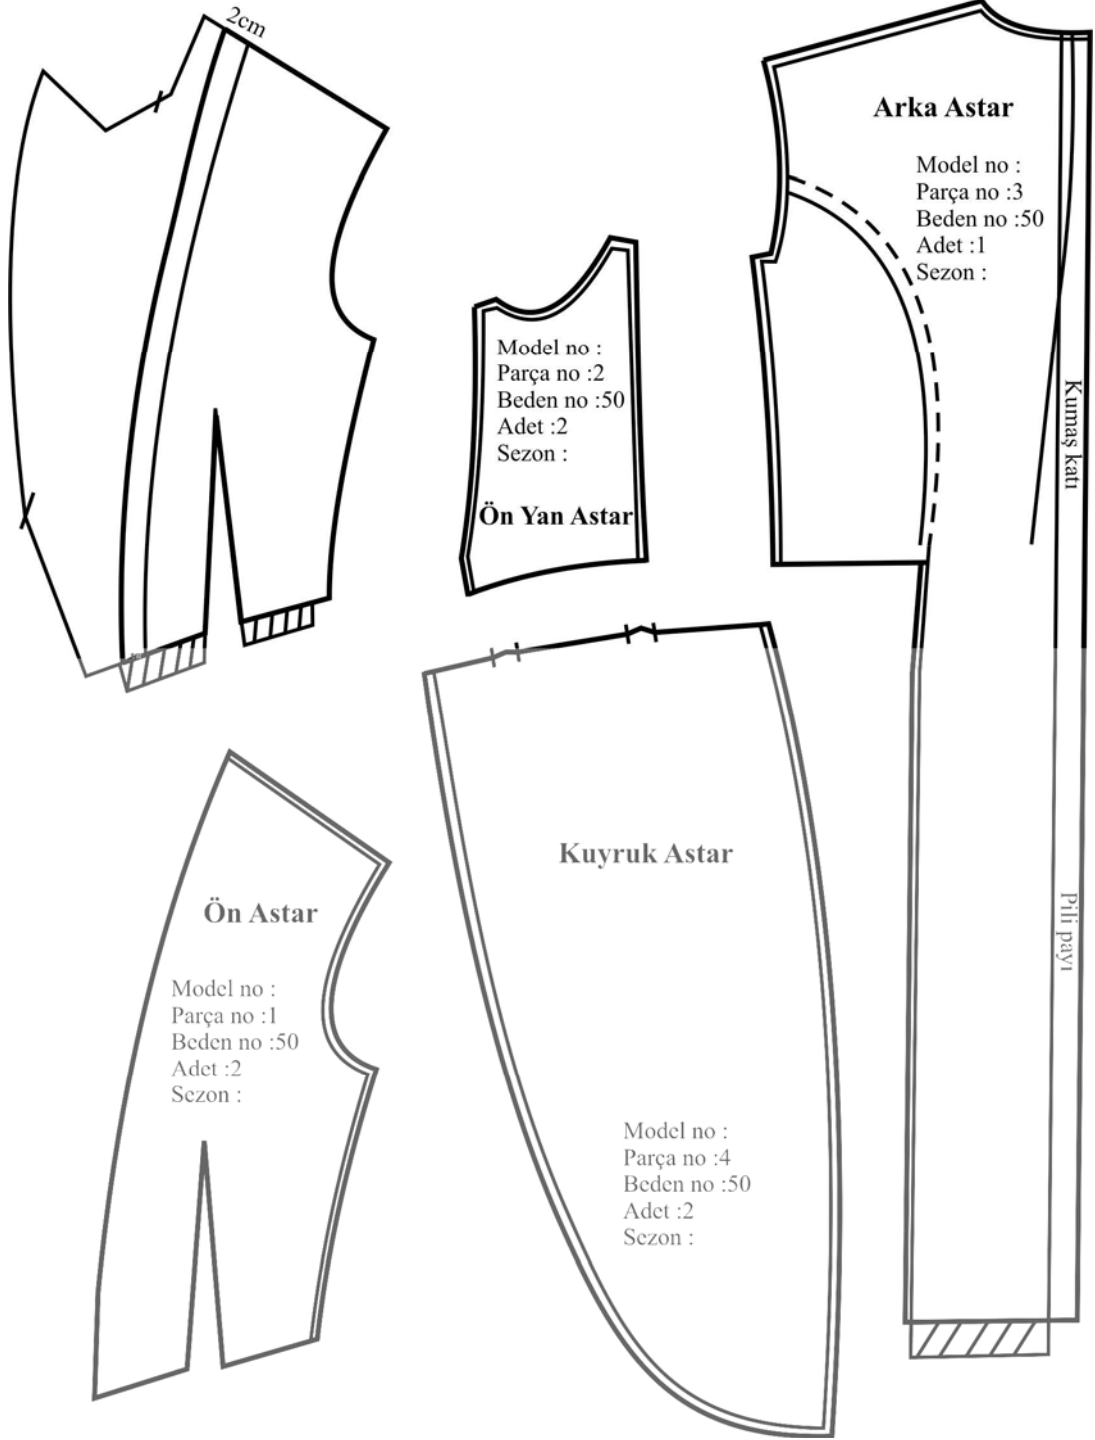 2cm
Arka Astar
Model no :
Parça no :3
Beden no :50
Adet :1
Sezon :
Kumaş katı
Pili payı
Model no :
Parça no :2
Beden no :50
Adet :2
Sezon :
Ön Yan Astar
Kuyruk Astar
Model no :
Parça no :4
Beden no :50
Adet :2
Sezon :
Ön Astar
Model no :
Parça no :1
Beden no :50
Adet :2
Sezon :